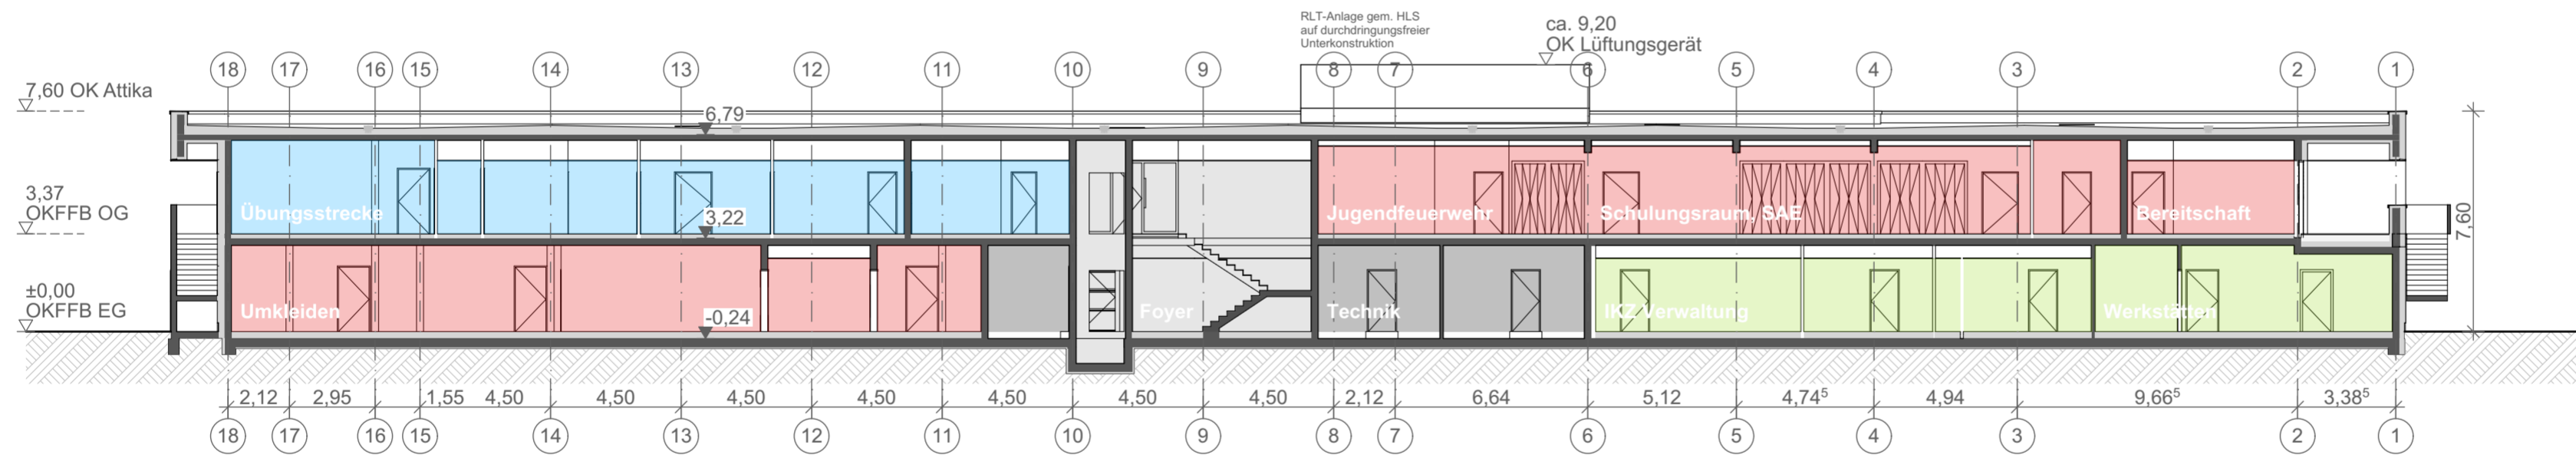 RLT-Anlage gem. HLS
auf durchdringungsfreier
Unterkonstruktion
ca. 9,20
OK Lüftungsgerät
18 17 16 15 14 13 12 11 10 9 8 7 6 5 4 3 2 1
7,60 OK Attika
6,79
3,37
OKFFB OG
Übungsstrecke
3,22
Jugendfeuerwehr
Schulungsraum, SAE
Bereitschaft
7,60
±0,00
OKFFB EG
Umkleiden
-0,24
Foyer
Technik
IKZ Verwaltung
Werkstätten
2,12 2,95 1,55 4,50 4,50 4,50 4,50 4,50 4,50 4,50 2,12 6,64 5,12 4,74⁵ 4,94 9,66⁵ 3,38⁵
18 17 16 15 14 13 12 11 10 9 8 7 6 5 4 3 2 1